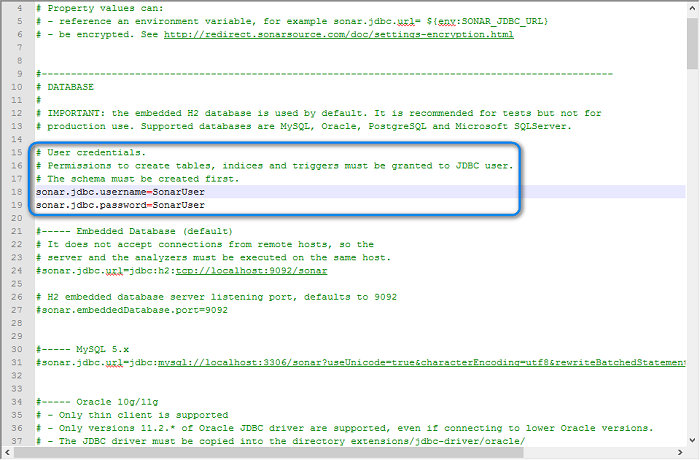 4 # Property values can:
5 # - reference an environment variable, for example sonar.jdbc.url= ${env:SONAR_JDBC_URL}
6 # - be encrypted. See http://redirect.sonarsource.com/doc/settings-encryption.html
7
8
9 #--------------------------------------------------------------------------------------------------
10 # DATABASE
11 #
12 # IMPORTANT: the embedded H2 database is used by default. It is recommended for tests but not for
13 # production use. Supported databases are MySQL, Oracle, PostgreSQL and Microsoft SQLServer.
14
15 # User credentials.
16 # Permissions to create tables, indices and triggers must be granted to JDBC user.
17 # The schema must be created first.
18 sonar.jdbc.username=SonarUser
19 sonar.jdbc.password=SonarUser
20
21 #----- Embedded Database (default)
22 # It does not accept connections from remote hosts, so the
23 # server and the analyzers must be executed on the same host.
24 #sonar.jdbc.url=jdbc:h2:tcp://localhost:9092/sonar
25
26 # H2 embedded database server listening port, defaults to 9092
27 #sonar.embeddedDatabase.port=9092
28
29
30 #----- MySQL 5.x
31 #sonar.jdbc.url=jdbc:mysql://localhost:3306/sonar?useUnicode=true&characterEncoding=utf8&rewriteBatchedStatement
32
33
34 #----- Oracle 10g/11g
35 # - Only thin client is supported
36 # - Only versions 11.2.* of Oracle JDBC driver are supported, even if connecting to lower Oracle versions.
37 # - The JDBC driver must be copied into the directory extensions/jdbc-driver/oracle/